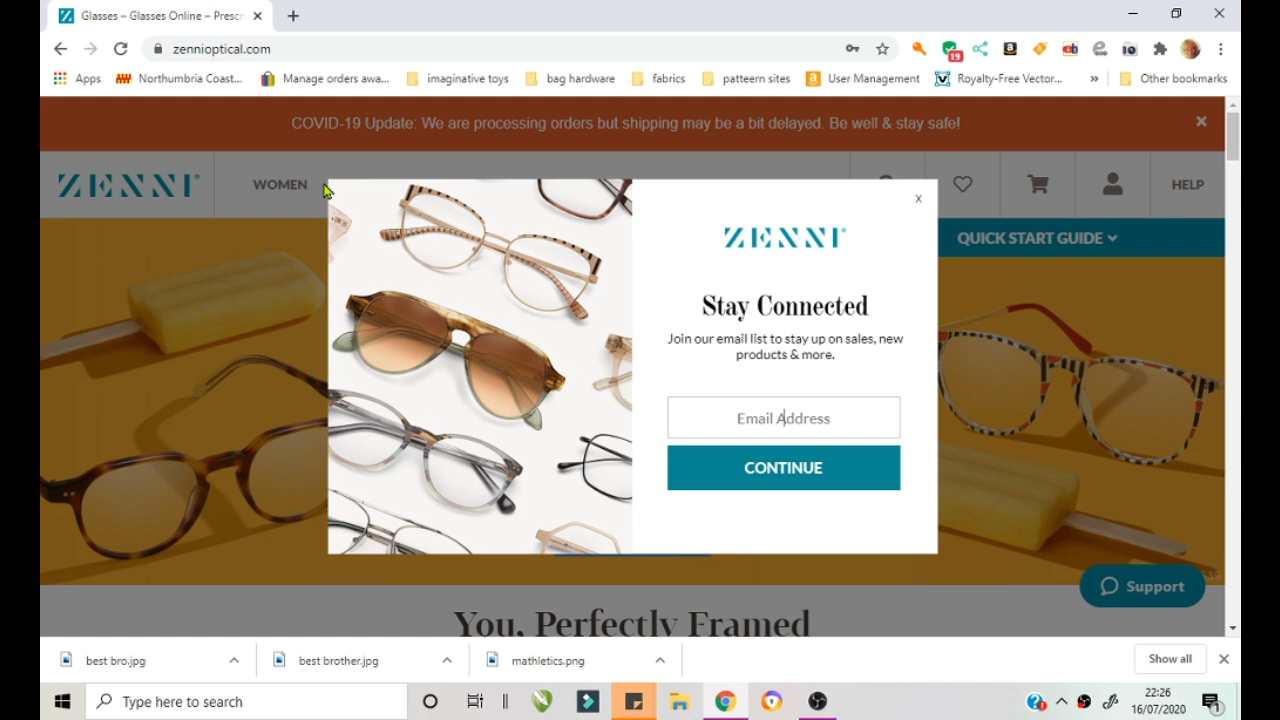 Glasses – Glasses Online – Prescr
zennioptical.com
19
Apps
Northumbria Coast...
Manage orders awa...
imaginative toys
bag hardware
fabrics
patteern sites
User Management
Royalty-Free Vector...
»
Other bookmarks
COVID-19 Update: We are processing orders but shipping may be a bit delayed. Be well & stay safe!
ZENNI®
WOMEN
HELP
QUICK START GUIDE
X
ZENNI®
Stay Connected
Join our email list to stay up on sales, new
products & more.
Email Address
CONTINUE
Support
You, Perfectly Framed
best bro.jpg
best brother.jpg
mathletics.png
Show all
Type here to search
22:26
16/07/2020
1